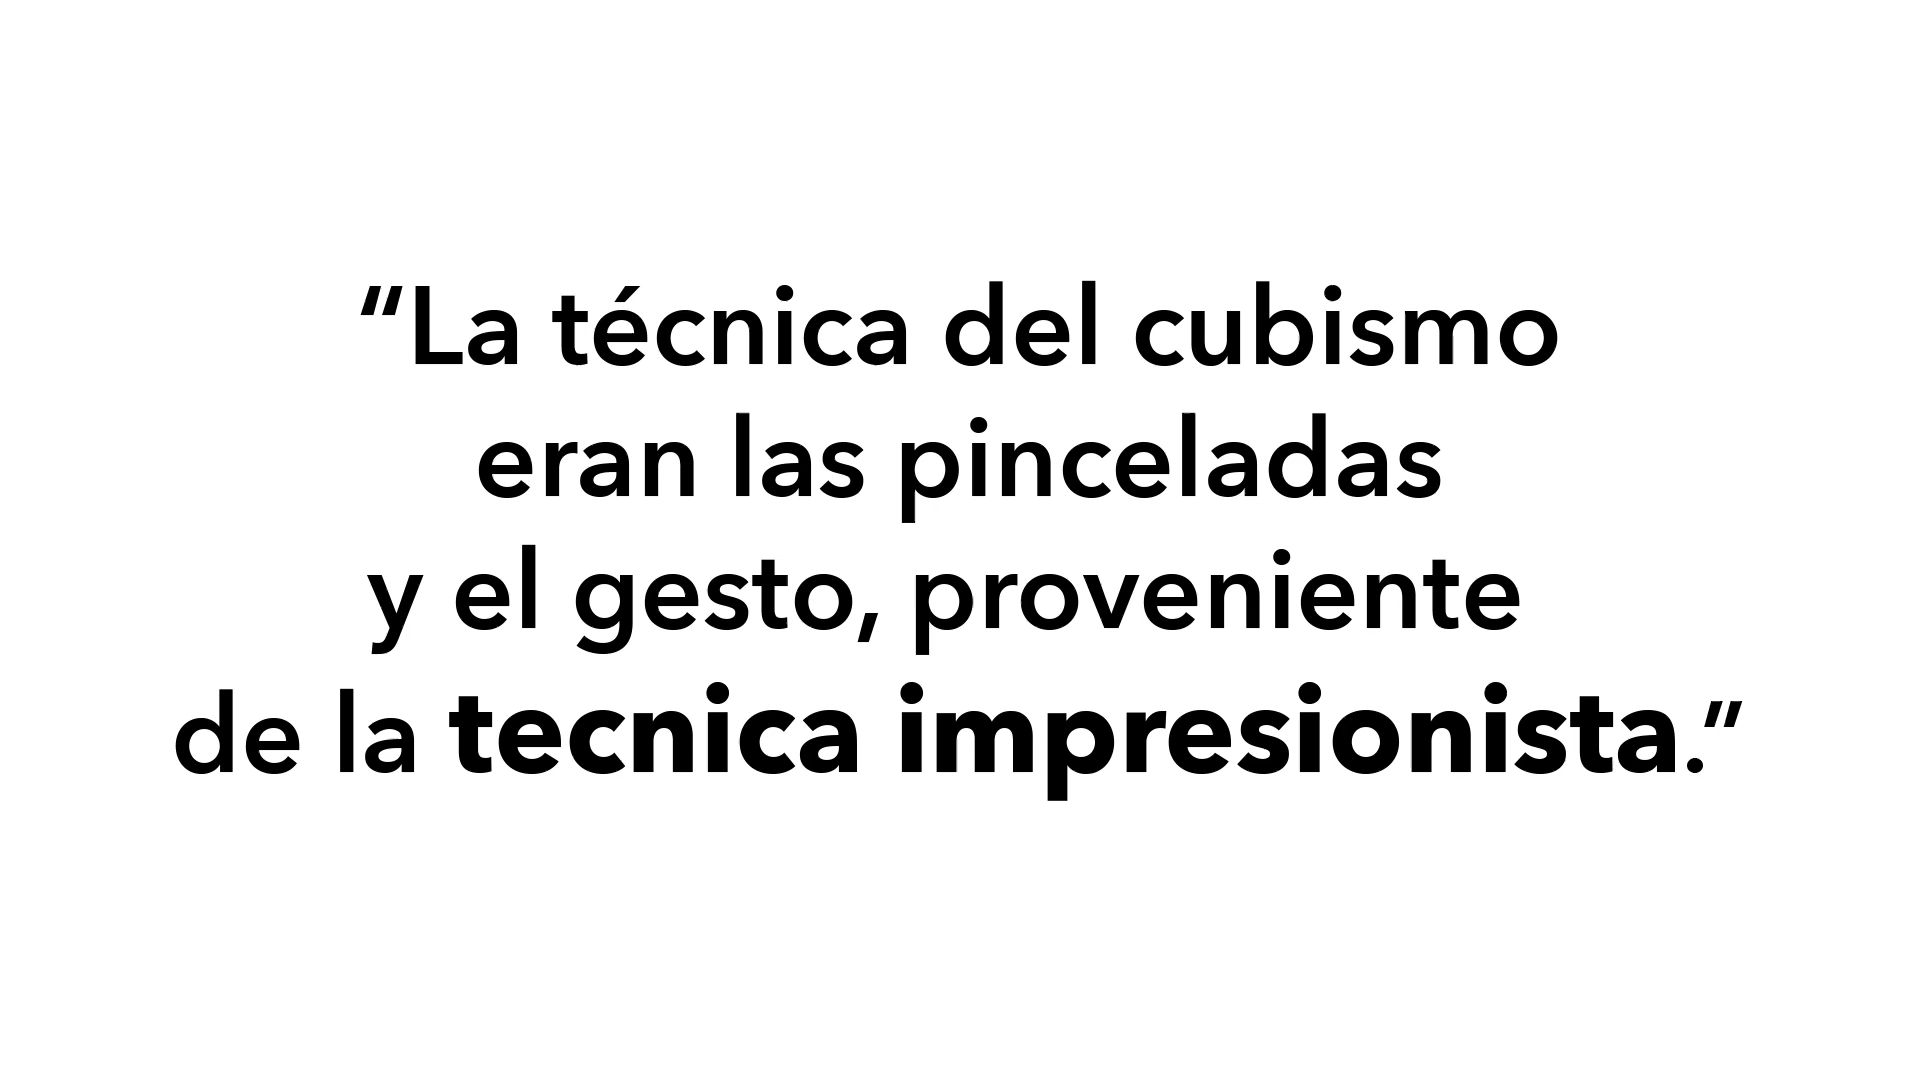 “La técnica del cubismo
eran las pinceladas
y el gesto, proveniente
de la tecnica impresionista.”